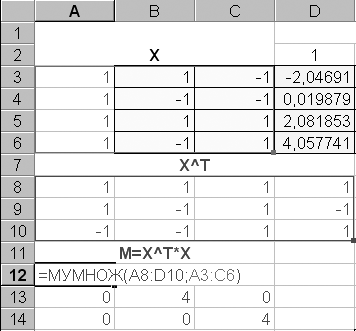 A B C D
1
2 X 1
3 1 1 -1 -2,04691
4 1 -1 -1 0,019879
5 1 1 1 2,081853
6 1 -1 1 4,057741
7 X^T
8 1 1 1 1
9 1 -1 1 -1
10 -1 -1 1 1
11 M=X^T*X
12 =МУМНОЖ(A8:D10;A3:C6)
13 0 4 0
14 0 0 4